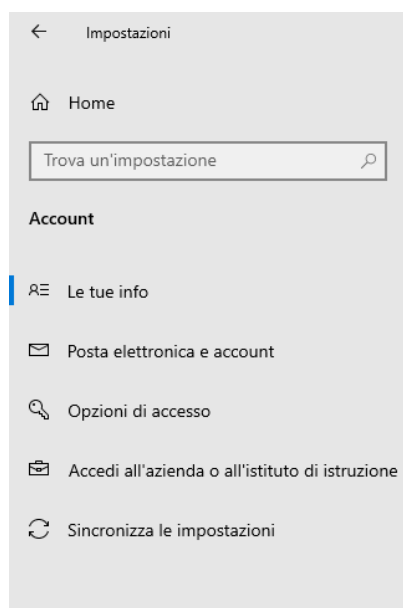 Impostazioni
Home
Trova un'impostazione
Account
Le tue info
Posta elettronica e account
Opzioni di accesso
Accedi all'azienda o all'istituto di istruzione
Sincronizza le impostazioni